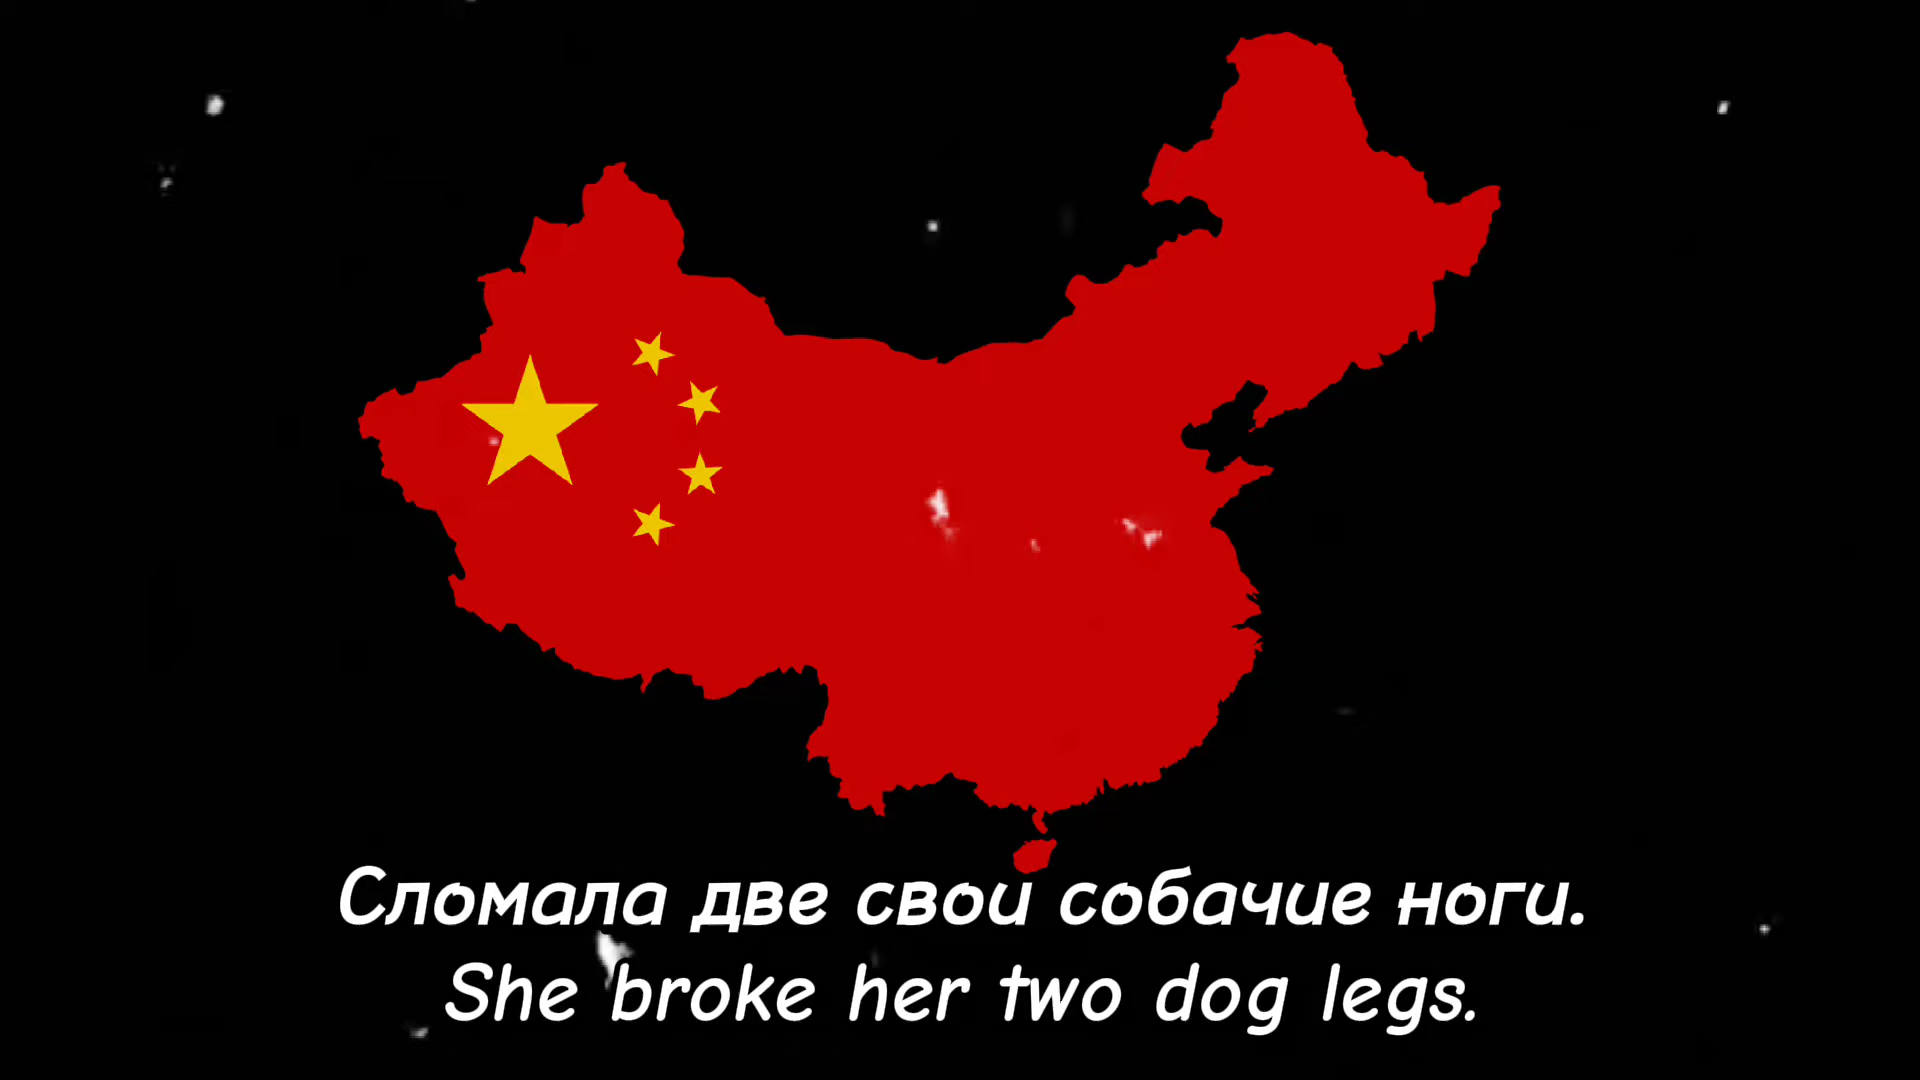 Сломала две свои собачие ноги.
She broke her two dog legs.